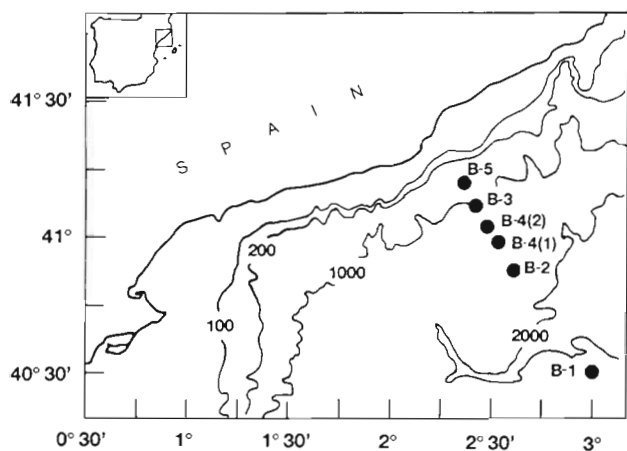 41° 30'
S P A I N
B-5
B-3
B-4(2)
41°
B-4(1)
200
B-2
1000
100
2000
40° 30'
B-1
0° 30' 1° 1° 30' 2° 2° 30' 3°